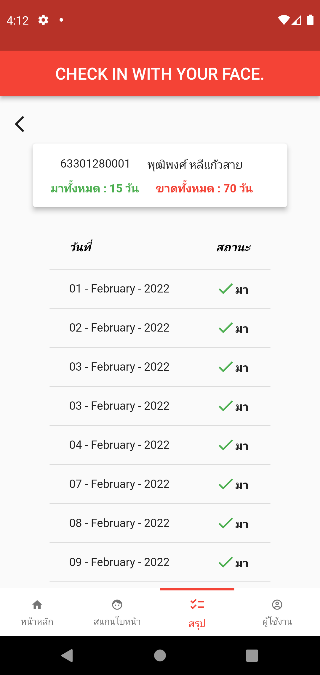 4:12
CHECK IN WITH YOUR FACE.
63301280001 พุฒิพงศ์ หลีแก้วสาย
มาทั้งหมด : 15 วัน ขาดทั้งหมด : 70 วัน
วันที่ สถานะ
01 - February - 2022 มา
02 - February - 2022 มา
03 - February - 2022 มา
03 - February - 2022 มา
04 - February - 2022 มา
07 - February - 2022 มา
08 - February - 2022 มา
09 - February - 2022 มา
หน้าหลัก สแกนใบหน้า สรุป ผู้ใช้งาน